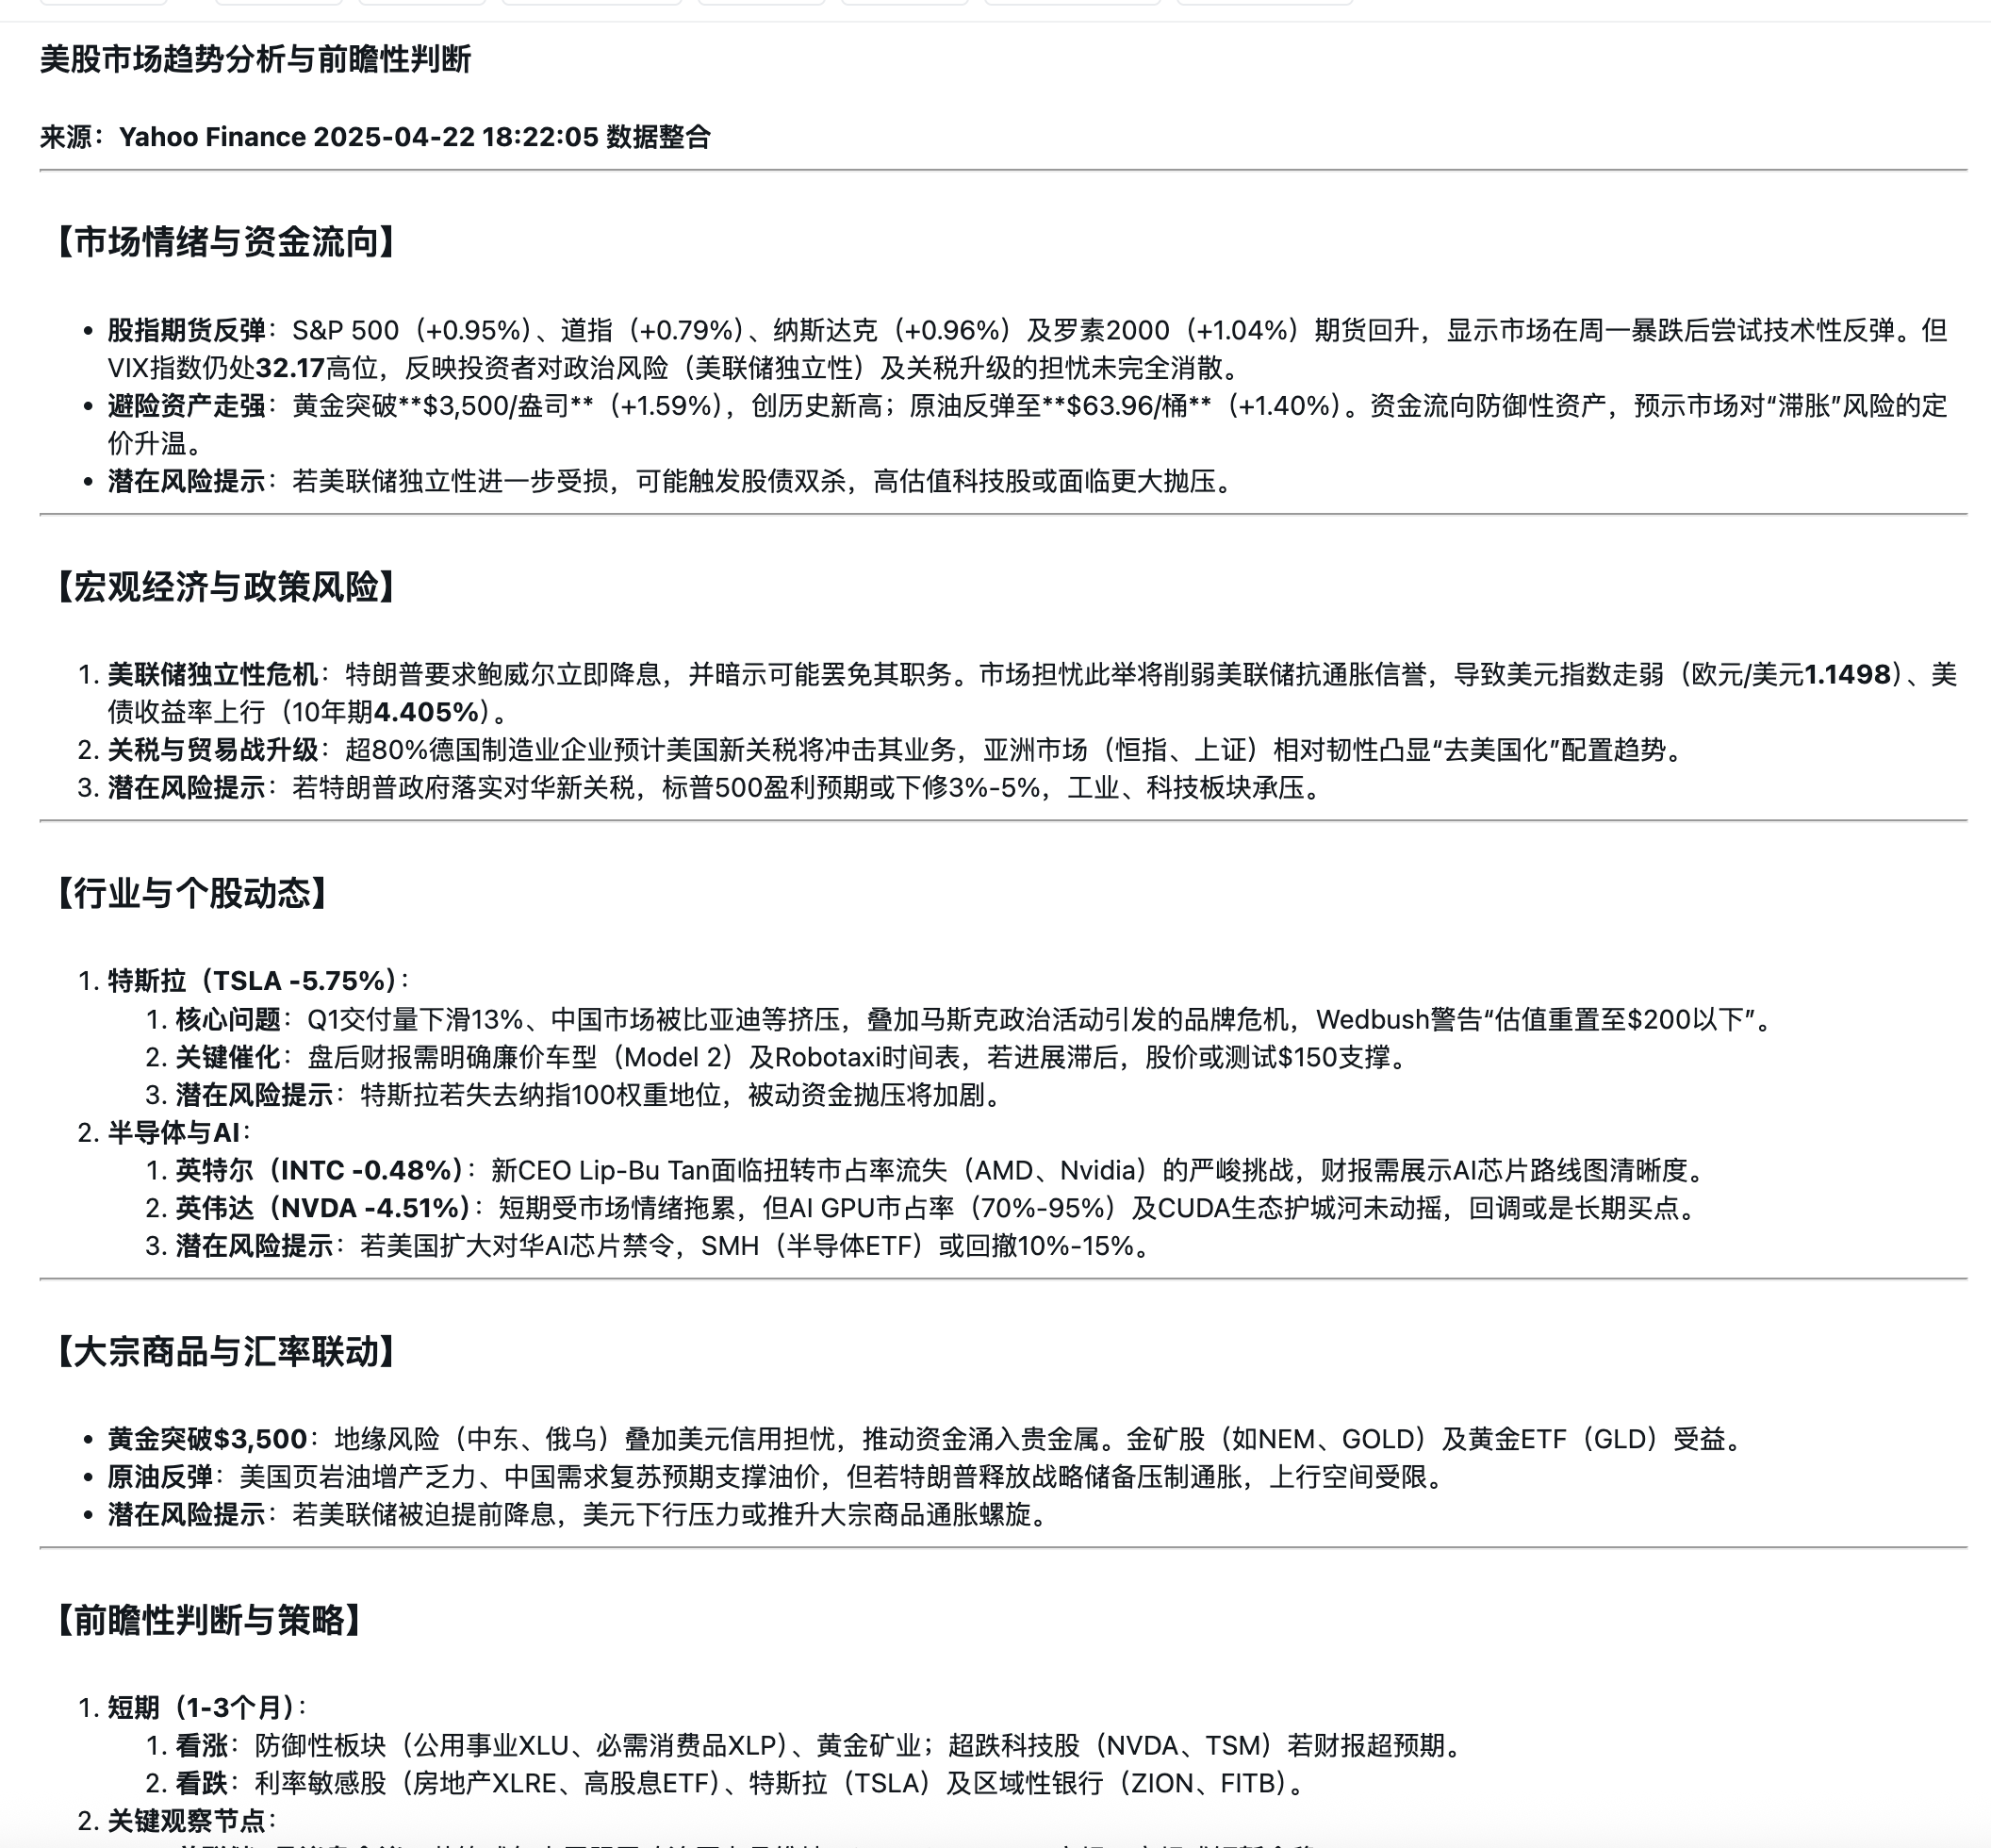 美股市场趋势分析与前瞻性判断
来源：Yahoo Finance 2025-04-22 18:22:05 数据整合
【市场情绪与资金流向】
• 股指期货反弹：S&P 500（+0.95%）、道指（+0.79%）、纳斯达克（+0.96%）及罗素2000（+1.04%）期货回升，显示市场在周一暴跌后尝试技术性反弹。但
VIX指数仍处32.17高位，反映投资者对政治风险（美联储独立性）及关税升级的担忧未完全消散。
• 避险资产走强：黄金突破**$3,500/盎司**（+1.59%），创历史新高；原油反弹至**$63.96/桶**（+1.40%）。资金流向防御性资产，预示市场对“滞胀”风险的定
价升温。
• 潜在风险提示：若美联储独立性进一步受损，可能触发股债双杀，高估值科技股或面临更大抛压。
【宏观经济与政策风险】
1. 美联储独立性危机：特朗普要求鲍威尔立即降息，并暗示可能罢免其职务。市场担忧此举将削弱美联储抗通胀信誉，导致美元指数走弱（欧元/美元1.1498）、美
债收益率上行（10年期4.405%）。
2. 关税与贸易战升级：超80%德国制造业企业预计美国新关税将冲击其业务，亚洲市场（恒指、上证）相对韧性凸显“去美国化”配置趋势。
3. 潜在风险提示：若特朗普政府落实对华新关税，标普500盈利预期或下修3%-5%，工业、科技板块承压。
【行业与个股动态】
1. 特斯拉（TSLA -5.75%）：
1. 核心问题：Q1交付量下滑13%、中国市场被比亚迪等挤压，叠加马斯克政治活动引发的品牌危机，Wedbush警告“估值重置至$200以下”。
2. 关键催化：盘后财报需明确廉价车型（Model 2）及Robotaxi时间表，若进展滞后，股价或测试$150支撑。
3. 潜在风险提示：特斯拉若失去纳指100权重地位，被动资金抛压将加剧。
2. 半导体与AI：
1. 英特尔（INTC -0.48%）：新CEO Lip-Bu Tan面临扭转市占率流失（AMD、Nvidia）的严峻挑战，财报需展示AI芯片路线图清晰度。
2. 英伟达（NVDA -4.51%）：短期受市场情绪拖累，但AI GPU市占率（70%-95%）及CUDA生态护城河未动摇，回调或是长期买点。
3. 潜在风险提示：若美国扩大对华AI芯片禁令，SMH（半导体ETF）或回撤10%-15%。
【大宗商品与汇率联动】
• 黄金突破$3,500：地缘风险（中东、俄乌）叠加美元信用担忧，推动资金涌入贵金属。金矿股（如NEM、GOLD）及黄金ETF（GLD）受益。
• 原油反弹：美国页岩油增产乏力、中国需求复苏预期支撑油价，但若特朗普释放战略储备压制通胀，上行空间受限。
• 潜在风险提示：若美联储被迫提前降息，美元下行压力或推升大宗商品通胀螺旋。
【前瞻性判断与策略】
1. 短期（1-3个月）：
1. 看涨：防御性板块（公用事业XLU、必需消费品XLP）、黄金矿业；超跌科技股（NVDA、TSM）若财报超预期。
2. 看跌：利率敏感股（房地产XLRE、高股息ETF）、特斯拉（TSLA）及区域性银行（ZION、FITB）。
2. 关键观察节点：